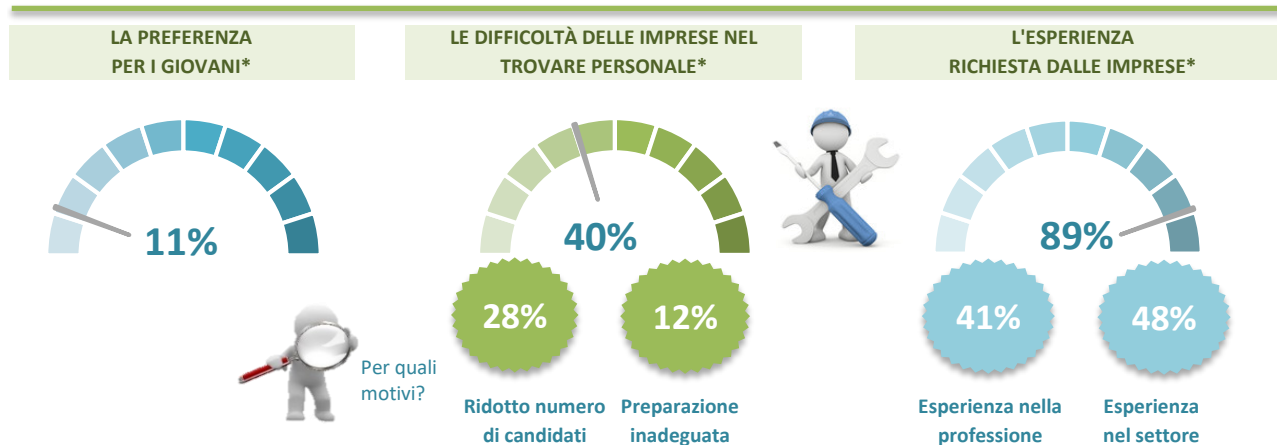 LA PREFERENZA
PER I GIOVANI*
11%
LE DIFFICOLTÀ DELLE IMPRESE NEL
TROVARE PERSONALE*
40%
Per quali
motivi?
28%
Ridotto numero
di candidati
12%
Preparazione
inadeguata
L'ESPERIENZA
RICHIESTA DALLE IMPRESE*
89%
41%
Esperienza nella
professione
48%
Esperienza
nel settore